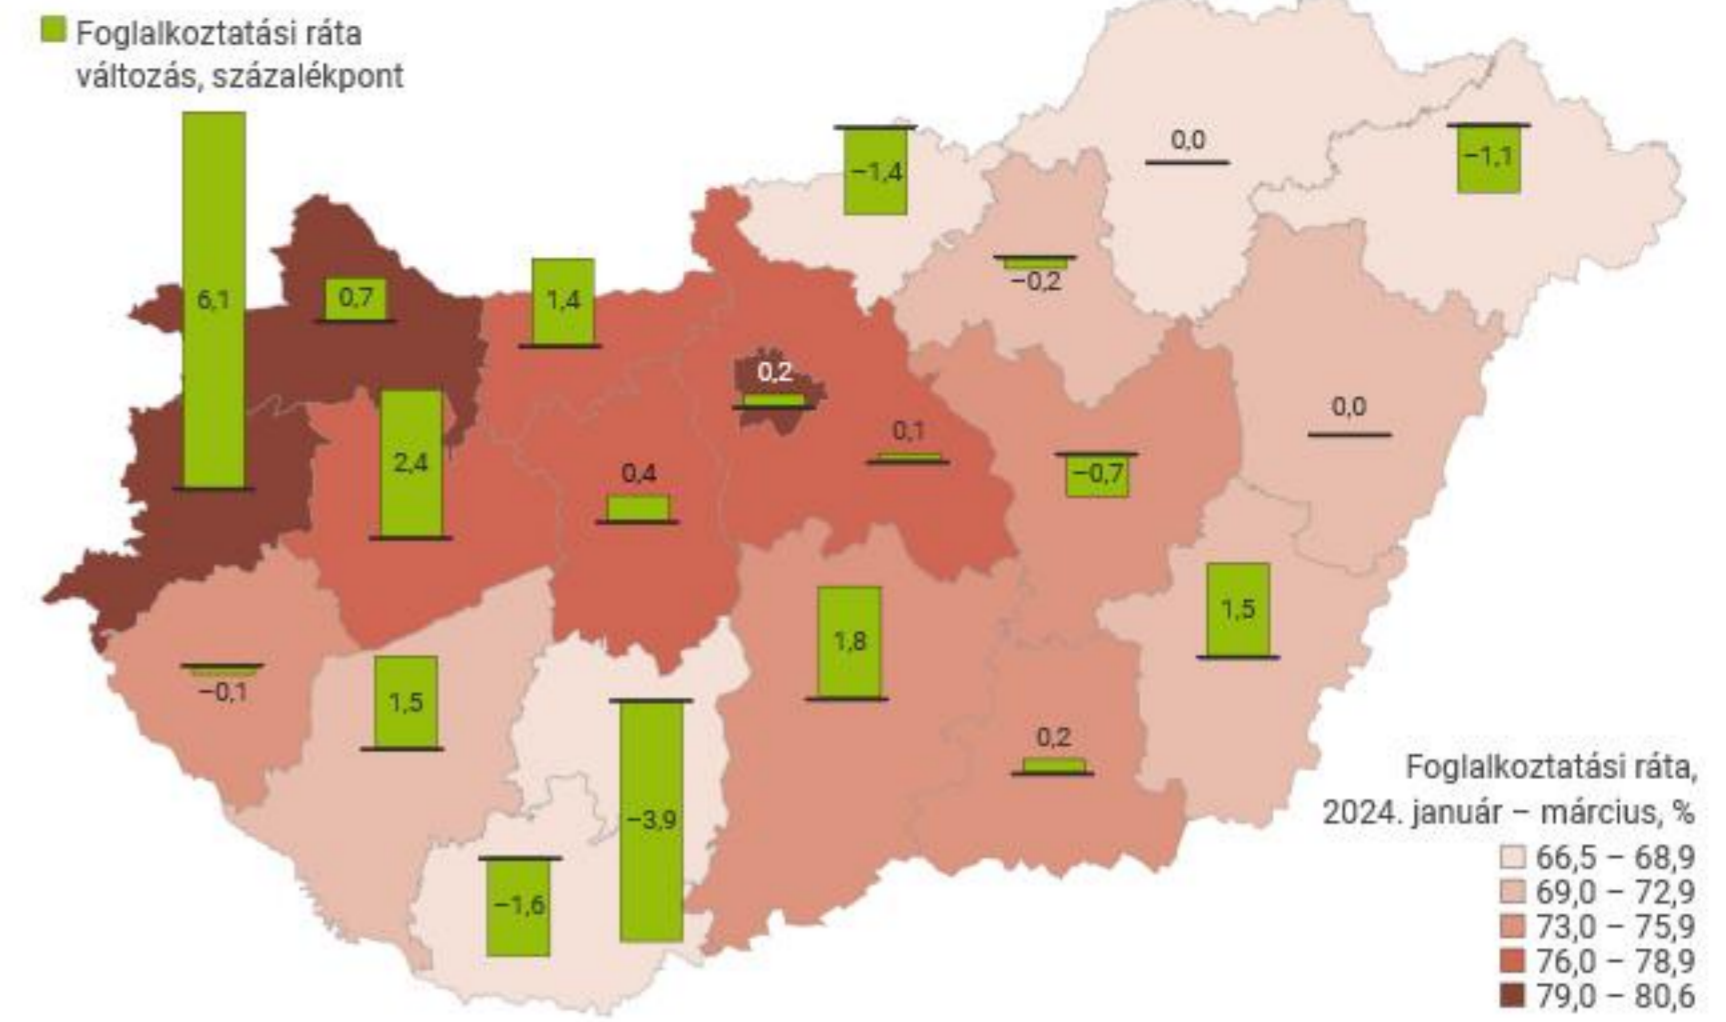 Foglalkoztatási ráta
változás, százalékpont
6,1
0,7
1,4
2,4
0,4
0,2
0,1
−1,4
0,0
−1,1
−0,2
0,0
−0,7
1,5
−0,1
1,5
1,8
0,2
−3,9
−1,6
Foglalkoztatási ráta,
2024. január – március, %
66,5 – 68,9
69,0 – 72,9
73,0 – 75,9
76,0 – 78,9
79,0 – 80,6